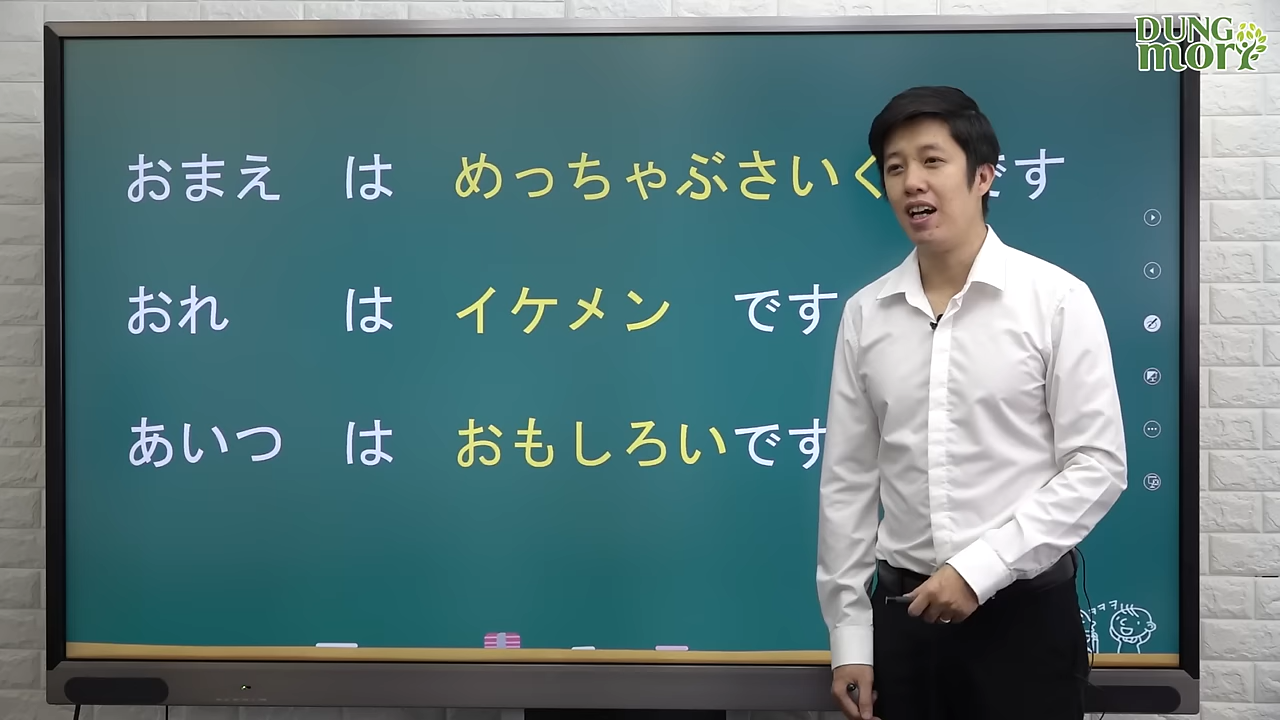 DUNG
mori
おまえ は めっちゃぶさいく です
おれ は イケメン です
あいつ は おもしろいです